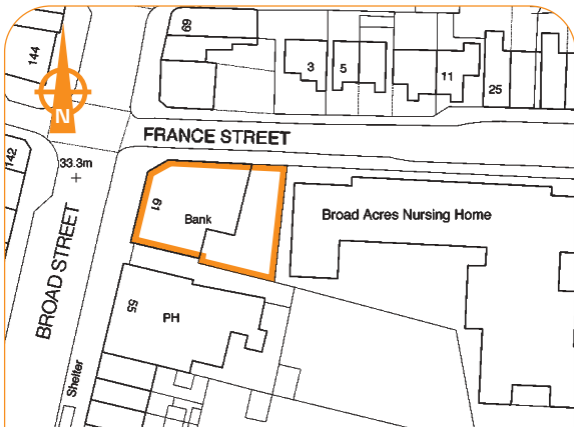 69
144
3
5
11
25
N
FRANCE STREET
142
33.3m
61
Bank
Broad Acres Nursing Home
BROAD STREET
55
PH
Shelter